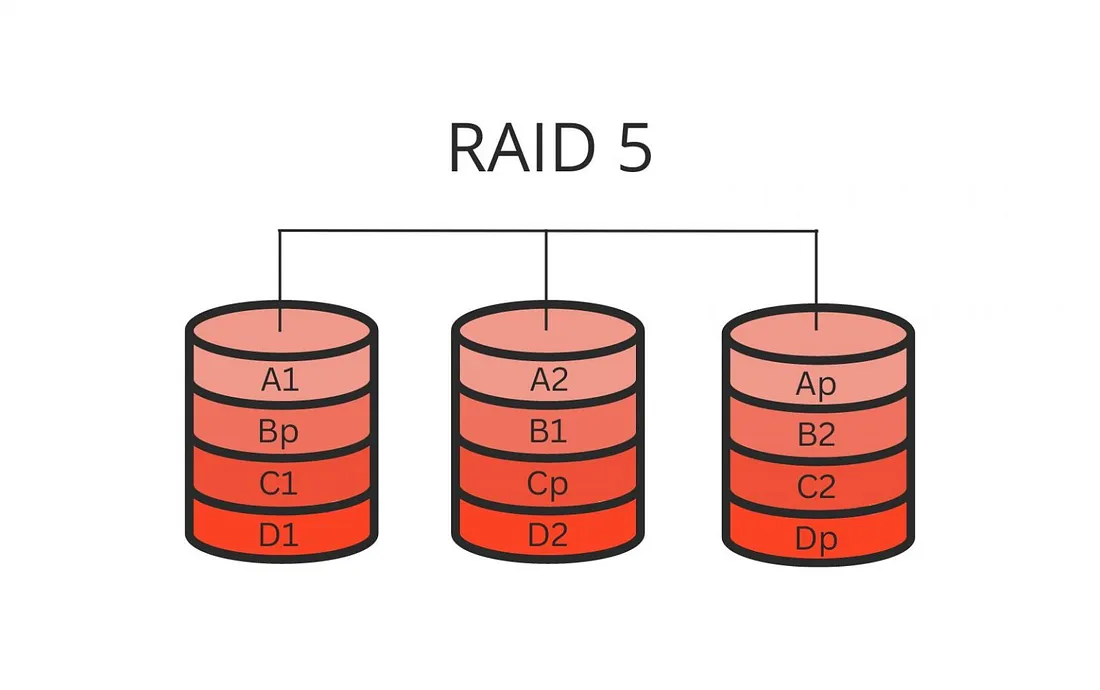 RAID 5
A1 A2 Ap
Bp B1 B2
C1 Cp C2
D1 D2 Dp